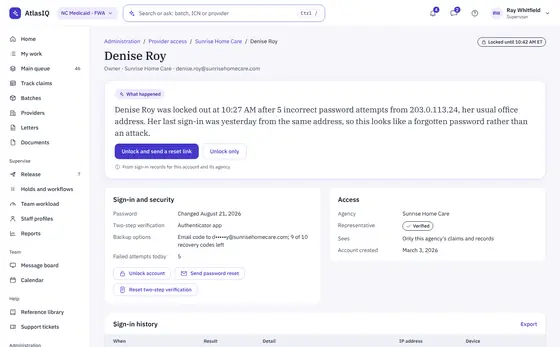 AtlasIQ
NC Medicaid - FWA
Search or ask: batch, ICN or provider
Ctrl /
4
2
RW
Ray Whitfield
Supervisor
Home
My work
Main queue
46
Track claims
Batches
Providers
Letters
Documents
Supervise
Release
7
Holds and workflows
Team workload
Staff profiles
Reports
Team
Message board
Calendar
Help
Reference library
Support tickets
Administration
Administration / Provider access / Sunrise Home Care / Denise Roy
Locked until 10:42 AM ET
Denise Roy
Owner · Sunrise Home Care · denise.roy@sunrisehomecare.com
What happened
Denise Roy was locked out at 10:27 AM after 5 incorrect password attempts from 203.0.113.24, her usual office
address. Her last sign-in was yesterday from the same address, so this looks like a forgotten password rather than
an attack.
Unlock and send a reset link
Unlock only
From sign-in records for this account and its agency
Sign-in and security
Password
Changed August 21, 2026
Two-step verification
Authenticator app
Backup options
Email code to d•••••y@sunrisehomecare.com; 9 of 10
recovery codes left
Failed attempts today
5
Unlock account
Send password reset
Reset two-step verification
Access
Agency
Sunrise Home Care
Representative
Verified
Sees
Only this agency's claims and records
Account created
March 3, 2026
Sign-in history
Export
When
Result
Detail
IP address
Device